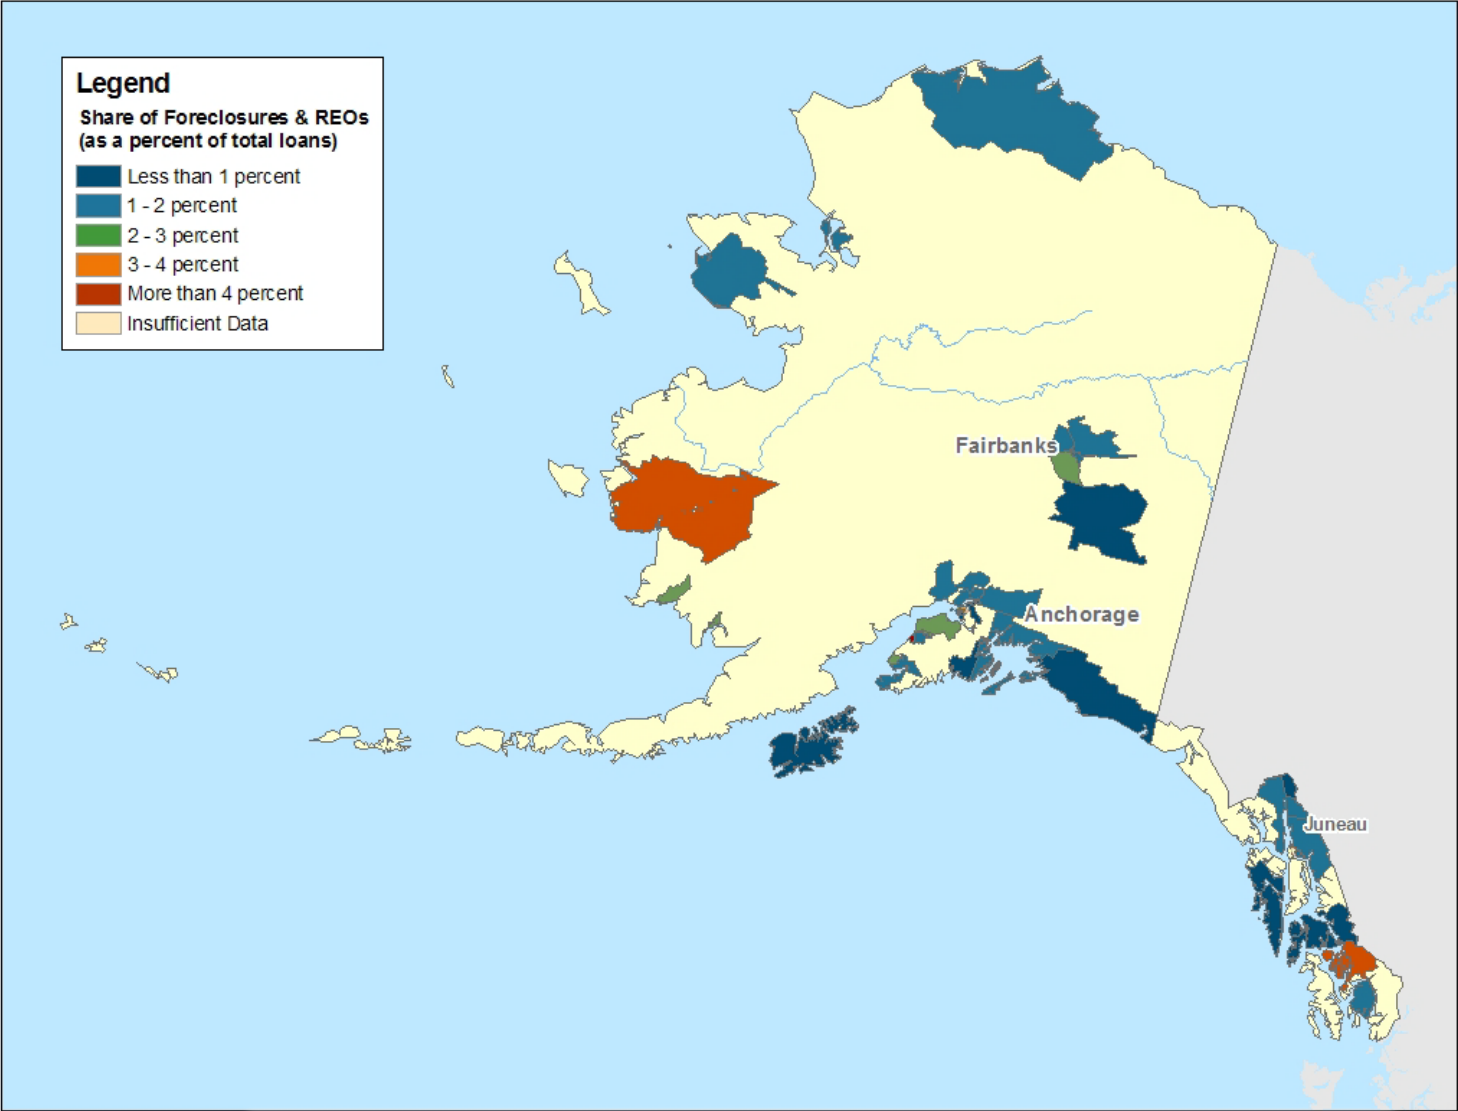 Legend
Share of Foreclosures & REOs
(as a percent of total loans)
Less than 1 percent
1 - 2 percent
2 - 3 percent
3 - 4 percent
More than 4 percent
Insufficient Data
Fairbanks
Anchorage
Juneau